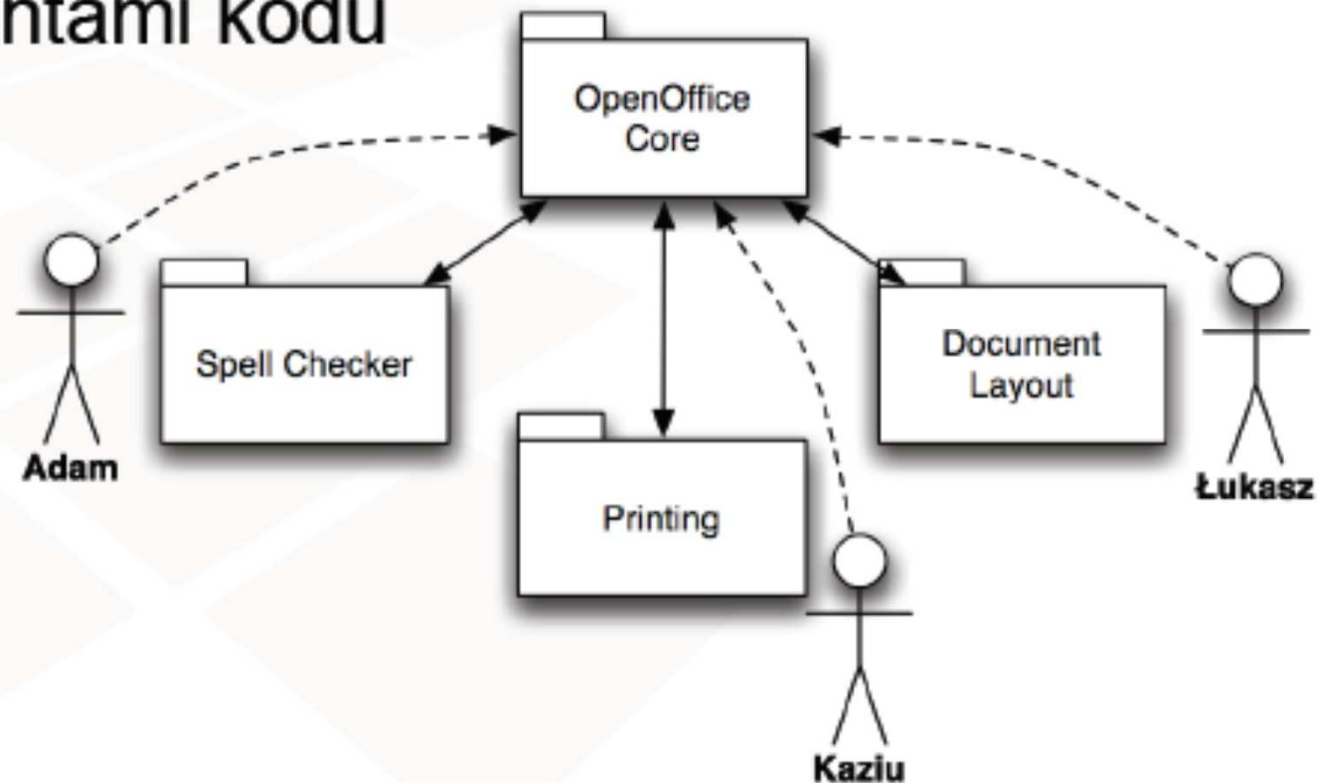 ntami kodu
OpenOffice
Core
Spell Checker
Document
Layout
Adam
Printing
Łukasz
Kaziu